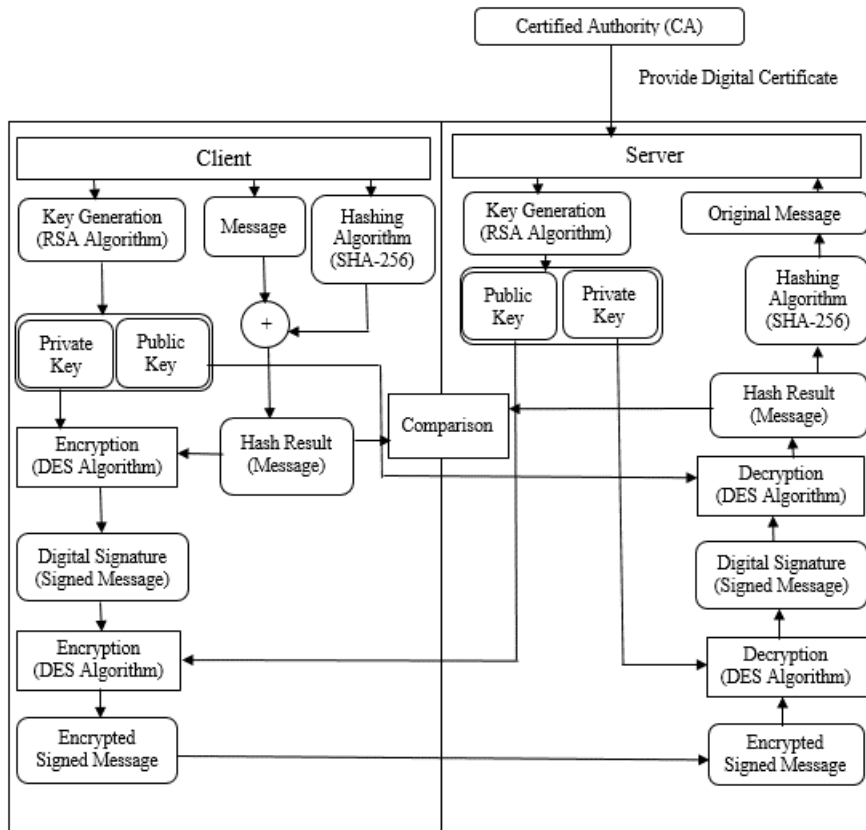 Certified Authority (CA)
Provide Digital Certificate
Client
Key Generation
(RSA Algorithm)
Message
Hashing
Algorithm
(SHA-256)
+
Private
Key
Public
Key
Encryption
(DES Algorithm)
Hash Result
(Message)
Digital Signature
(Signed Message)
Encryption
(DES Algorithm)
Encrypted
Signed Message
Comparison
Server
Key Generation
(RSA Algorithm)
Original Message
Public
Key
Private
Key
Hashing
Algorithm
(SHA-256)
Hash Result
(Message)
Decryption
(DES Algorithm)
Digital Signature
(Signed Message)
Decryption
(DES Algorithm)
Encrypted
Signed Message